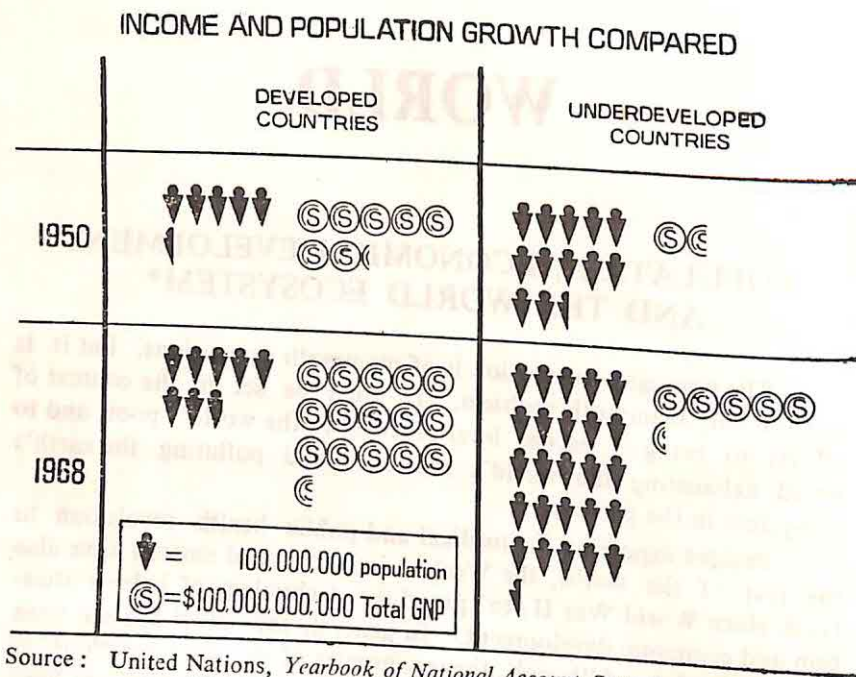 INCOME AND POPULATION GROWTH COMPARED
DEVELOPED
COUNTRIES
UNDERDEVELOPED
COUNTRIES
1950
1968
= 100.000.000 population
Ⓢ=$100.000.000.000 Total GNP
Source : United Nations, Yearbook of National Account